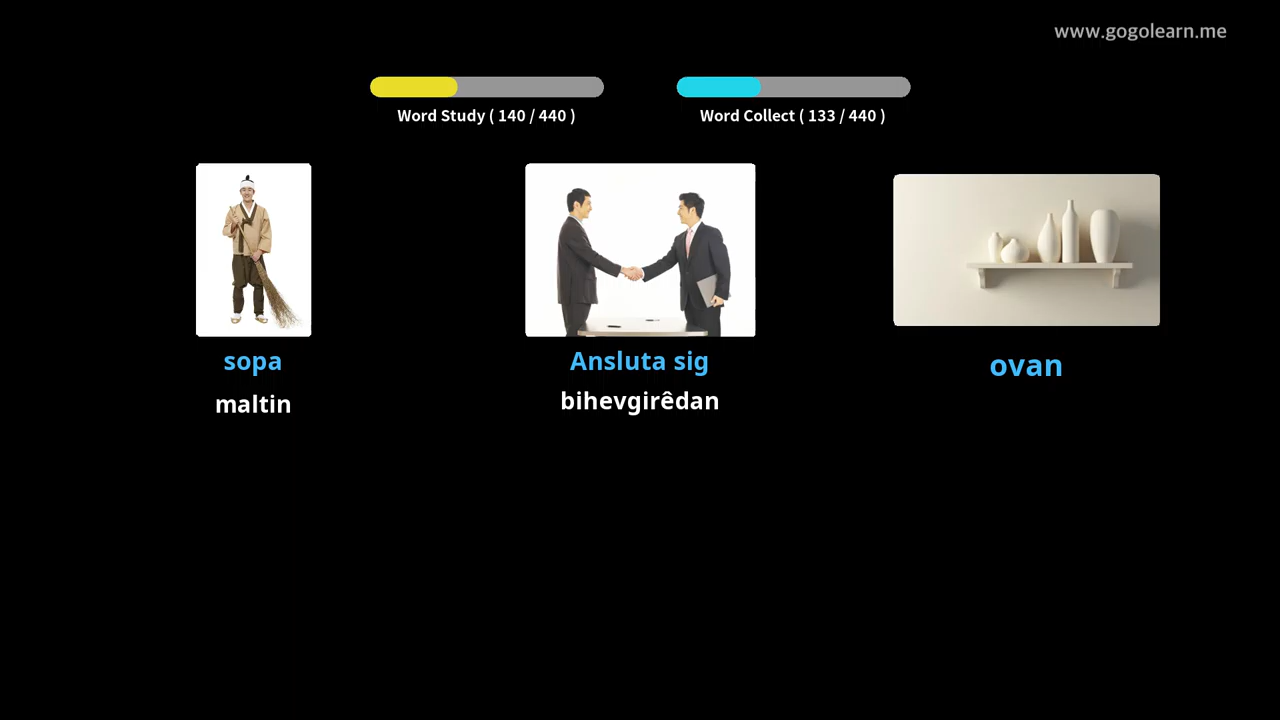 www.gogolearn.me
Word Study ( 140 / 440 )
Word Collect ( 133 / 440 )
sopa
maltin
Ansluta sig
bihevgirêdan
ovan